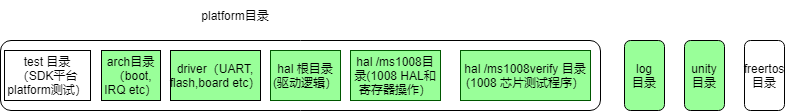 platform目录
test 目录
（SDK平台
platform测试）
arch目录
（boot,
IRQ etc）
driver（UART,
flash,board etc）
hal 根目录
(驱动逻辑）
hal /ms1008目
录(1008 HAL和
寄存器操作）
hal /ms1008verify 目录
(1008 芯片测试程序）
log
目录
unity
目录
freertos
目录